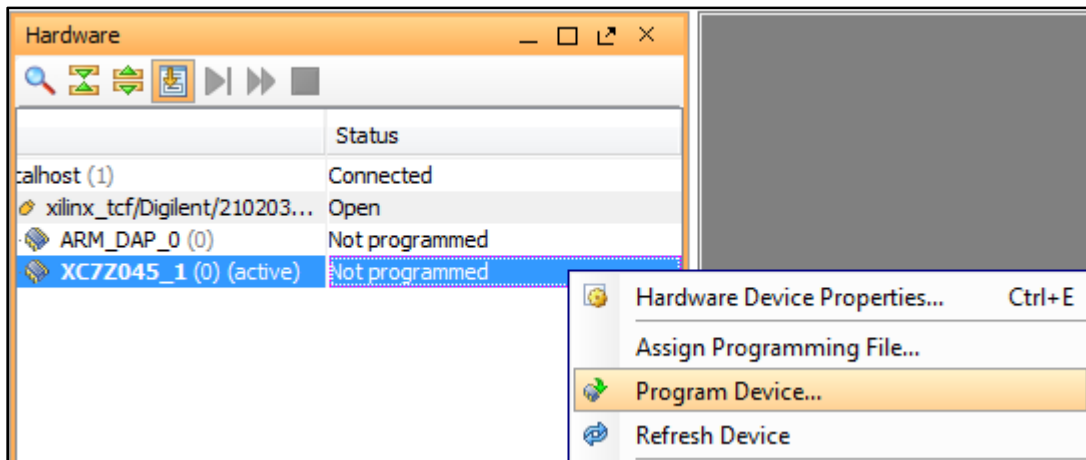 Hardware
Status
calhost (1) Connected
xilinx_tcf/Digilent/210203... Open
ARM_DAP_0 (0) Not programmed
XC7Z045_1 (0) (active) Not programmed
Hardware Device Properties... Ctrl+E
Assign Programming File...
Program Device...
Refresh Device